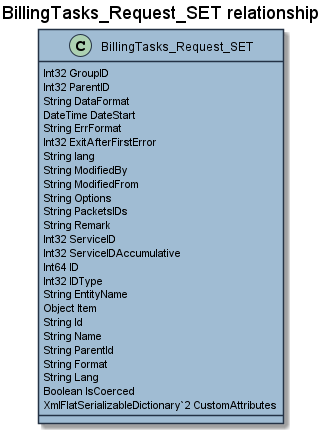 BillingTasks_Request_SET relationship
C BillingTasks_Request_SET
Int32 GroupID
Int32 ParentID
String DataFormat
DateTime DateStart
String ErrFormat
Int32 ExitAfterFirstError
String lang
String ModifiedBy
String ModifiedFrom
String Options
String PacketsIDs
String Remark
Int32 ServiceID
Int32 ServiceIDAccumulative
Int64 ID
Int32 IDType
String EntityName
Object Item
String Id
String Name
String ParentId
String Format
String Lang
Boolean IsCoerced
XmlFlatSerializableDictionary`2 CustomAttributes